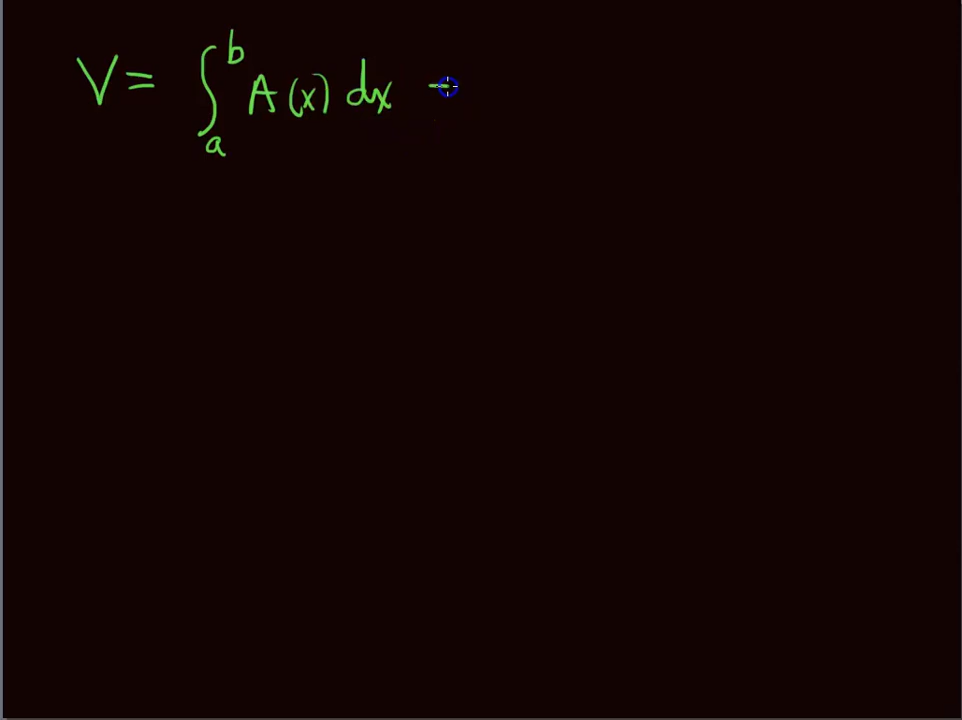 V = ∫_a^b A(x) dx -